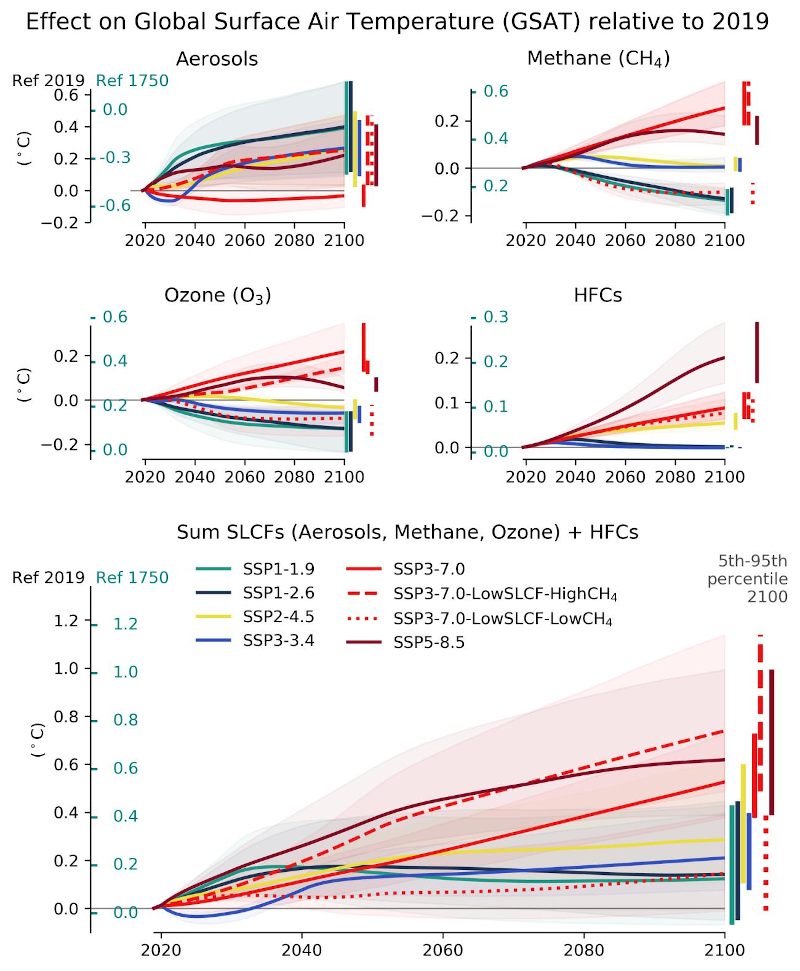 Effect on Global Surface Air Temperature (GSAT) relative to 2019
Aerosols
Methane (CH₄)
Ref 2019 Ref 1750
0.6
0.4
0.2
0.0
−0.2
0.0
-0.3
-0.6
(°C)
2020 2040 2060 2080 2100
0.2
0.0
−0.2
0.6
0.4
0.2
2020 2040 2060 2080 2100
Ozone (O₃)
HFCs
0.2
0.0
−0.2
0.6
0.4
0.2
0.0
(°C)
2020 2040 2060 2080 2100
0.2
0.1
0.0
0.3
0.2
0.1
0.0
2020 2040 2060 2080 2100
Sum SLCFs (Aerosols, Methane, Ozone) + HFCs
Ref 2019 Ref 1750
SSP1-1.9
SSP1-2.6
SSP2-4.5
SSP3-3.4
SSP3-7.0
SSP3-7.0-LowSLCF-HighCH₄
SSP3-7.0-LowSLCF-LowCH₄
SSP5-8.5
5th-95th
percentile
2100
1.2
1.0
0.8
0.6
0.4
0.2
0.0
1.2
1.0
0.8
0.6
0.4
0.2
0.0
(°C)
2020 2040 2060 2080 2100